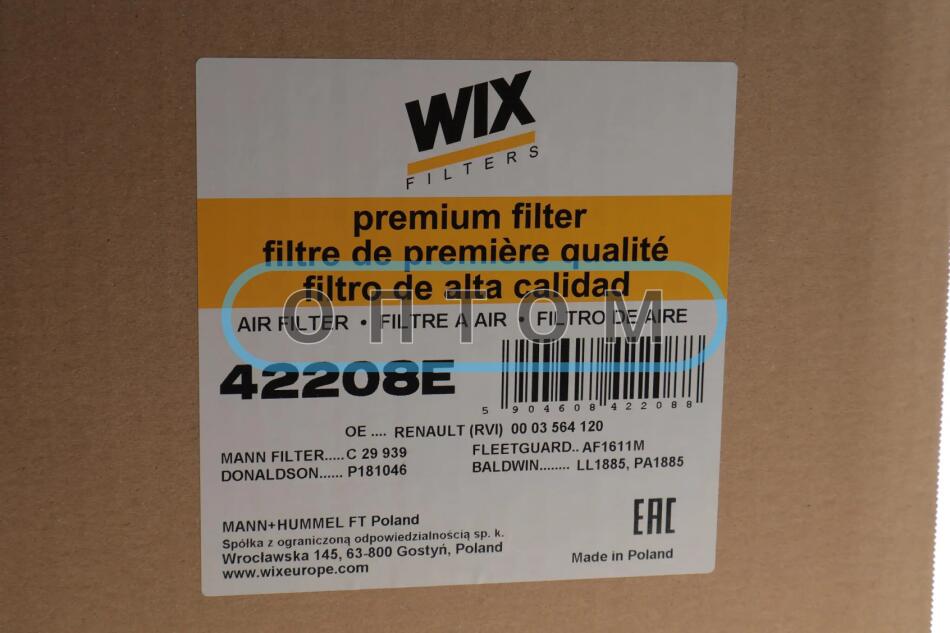 WIX
FILTERS
premium filter
filtre de première qualité
filtro de alta calidad
ОПТОМ
AIR FILTER • FILTRE A AIR • FILTRO DE AIRE
42208E
5 904608 422088
OE .... RENAULT (RVI) 00 03 564 120
MANN FILTER.....C 29 939
FLEETGUARD.. AF1611M
DONALDSON...... P181046
BALDWIN........ LL1885, PA1885
MANN+HUMMEL FT Poland
Spółka z ograniczoną odpowiedzialnością sp. k.
Wrocławska 145, 63-800 Gostyń, Poland
www.wixeurope.com
EAC
Made in Poland